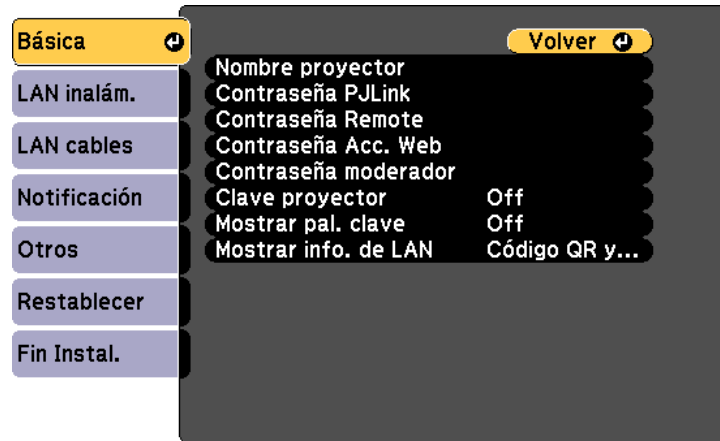 Básica
LAN inalám.
LAN cables
Notificación
Otros
Restablecer
Fin Instal.
Volver
Nombre proyector
Contraseña PJLink
Contraseña Remote
Contraseña Acc. Web
Contraseña moderador
Clave proyector Off
Mostrar pal. clave Off
Mostrar info. de LAN Código QR y...